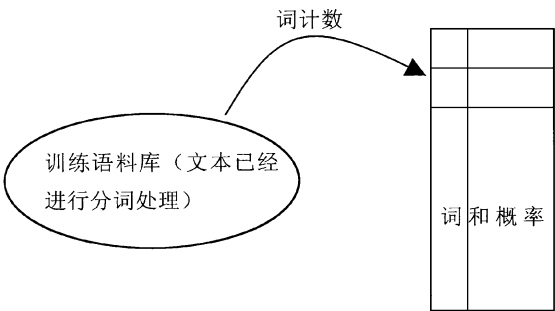 词计数
训练语料库（文本已经
进行分词处理）
词和概率